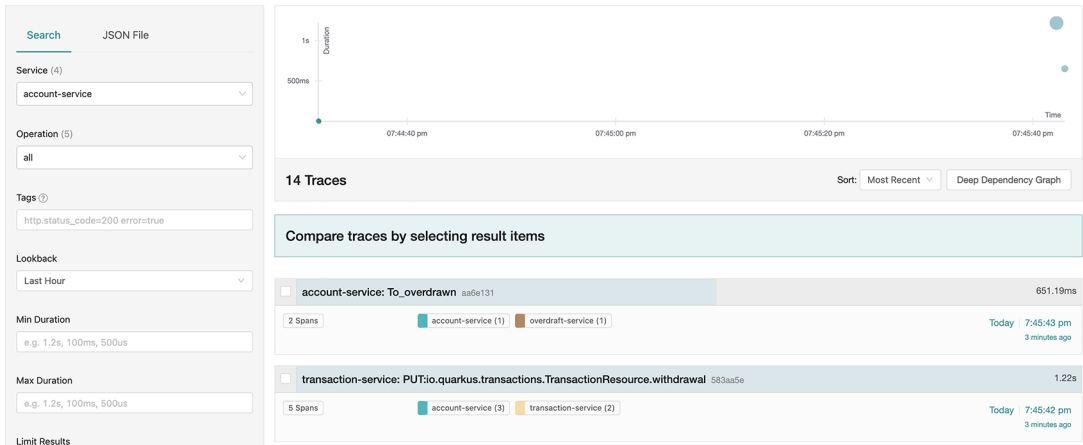 Search JSON File
Service (4)
account-service
Operation (5)
all
Tags ?
http.status_code=200 error=true
Lookback
Last Hour
Min Duration
e.g. 1.2s, 100ms, 500us
Max Duration
e.g. 1.2s, 100ms, 500us
Limit Results
Duration
1s
500ms
Time
07:44:40 pm 07:45:00 pm 07:45:20 pm 07:45:40 pm
14 Traces
Sort: Most Recent Deep Dependency Graph
Compare traces by selecting result items
account-service: To_overdrawn aa6e131 651.19ms
2 Spans account-service (1) overdraft-service (1) Today 7:45:43 pm
3 minutes ago
transaction-service: PUT:io.quarkus.transactions.TransactionResource.withdrawal 583aa5e 1.22s
5 Spans account-service (3) transaction-service (2) Today 7:45:42 pm
3 minutes ago